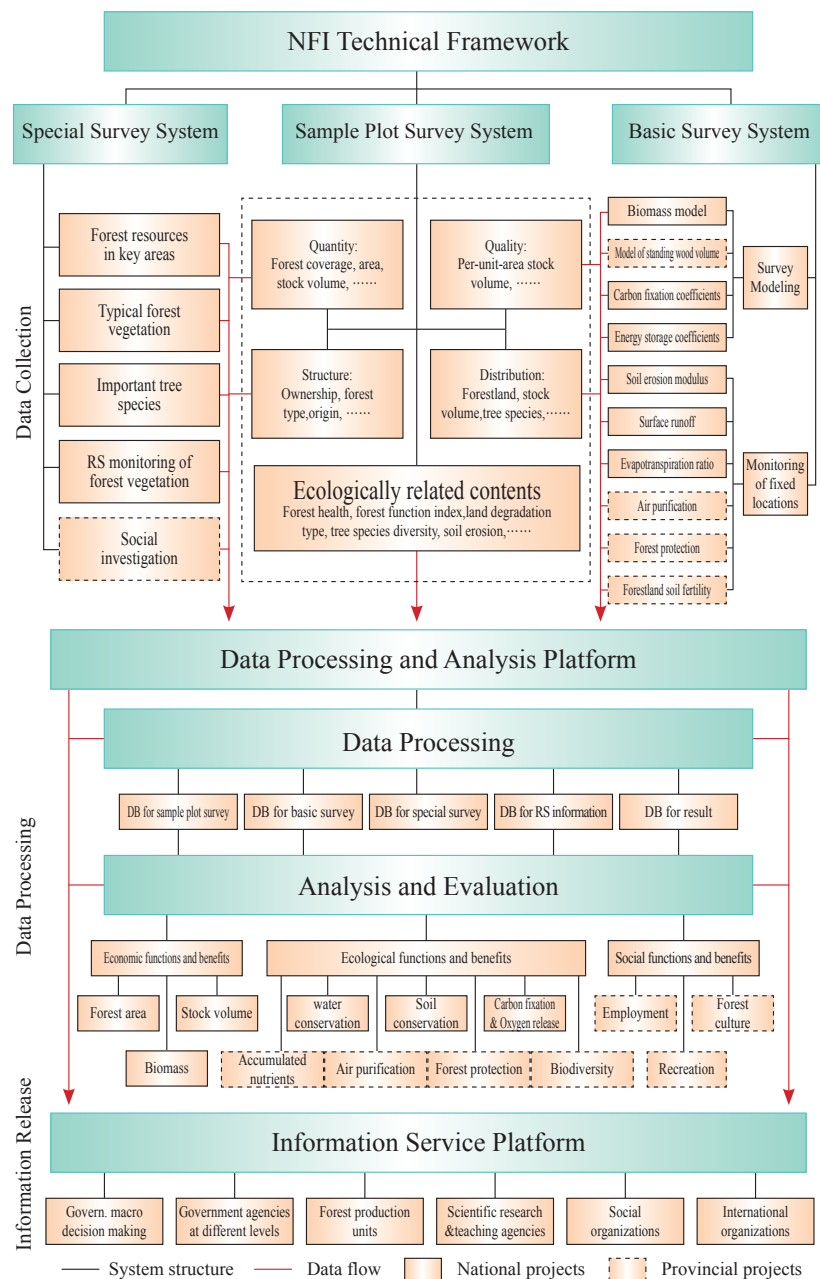 NFI Technical Framework
Special Survey System
Sample Plot Survey System
Basic Survey System
Data Collection
Forest resources
in key areas
Typical forest
vegetation
Important tree
species
RS monitoring of
forest vegetation
Social
investigation
Quantity:
Forest coverage, area,
stock volume, ······
Quality:
Per-unit-area stock
volume, ······
Structure:
Ownership, forest
type,origin, ······
Distribution:
Forestland, stock
volume,tree species,······
Ecologically related contents
Forest health, forest function index,land degradation
type, tree species diversity, soil erosion,······
Biomass model
Model of standing wood volume
Carbon fixation coefficients
Energy storage coefficients
Survey
Modeling
Soil erosion modulus
Surface runoff
Evapotranspiration ratio
Air purification
Forest protection
Forestland soil fertility
Monitoring
of fixed
locations
Data Processing and Analysis Platform
Data Processing
Data Processing
DB for sample plot survey
DB for basic survey
DB for special survey
DB for RS information
DB for result
Analysis and Evaluation
Economic functions and benefits
Ecological functions and benefits
Social functions and benefits
Forest area
Stock volume
Biomass
water
conservation
Soil
conservation
Carbon fixation
& Oxygen release
Accumulated
nutrients
Air purification
Forest protection
Biodiversity
Employment
Forest
culture
Recreation
Information Release
Information Service Platform
Govern. macro
decision making
Government agencies
at different levels
Forest production
units
Scientific research
&teaching agencies
Social
organizations
International
organizations
System structure
Data flow
National projects
Provincial projects